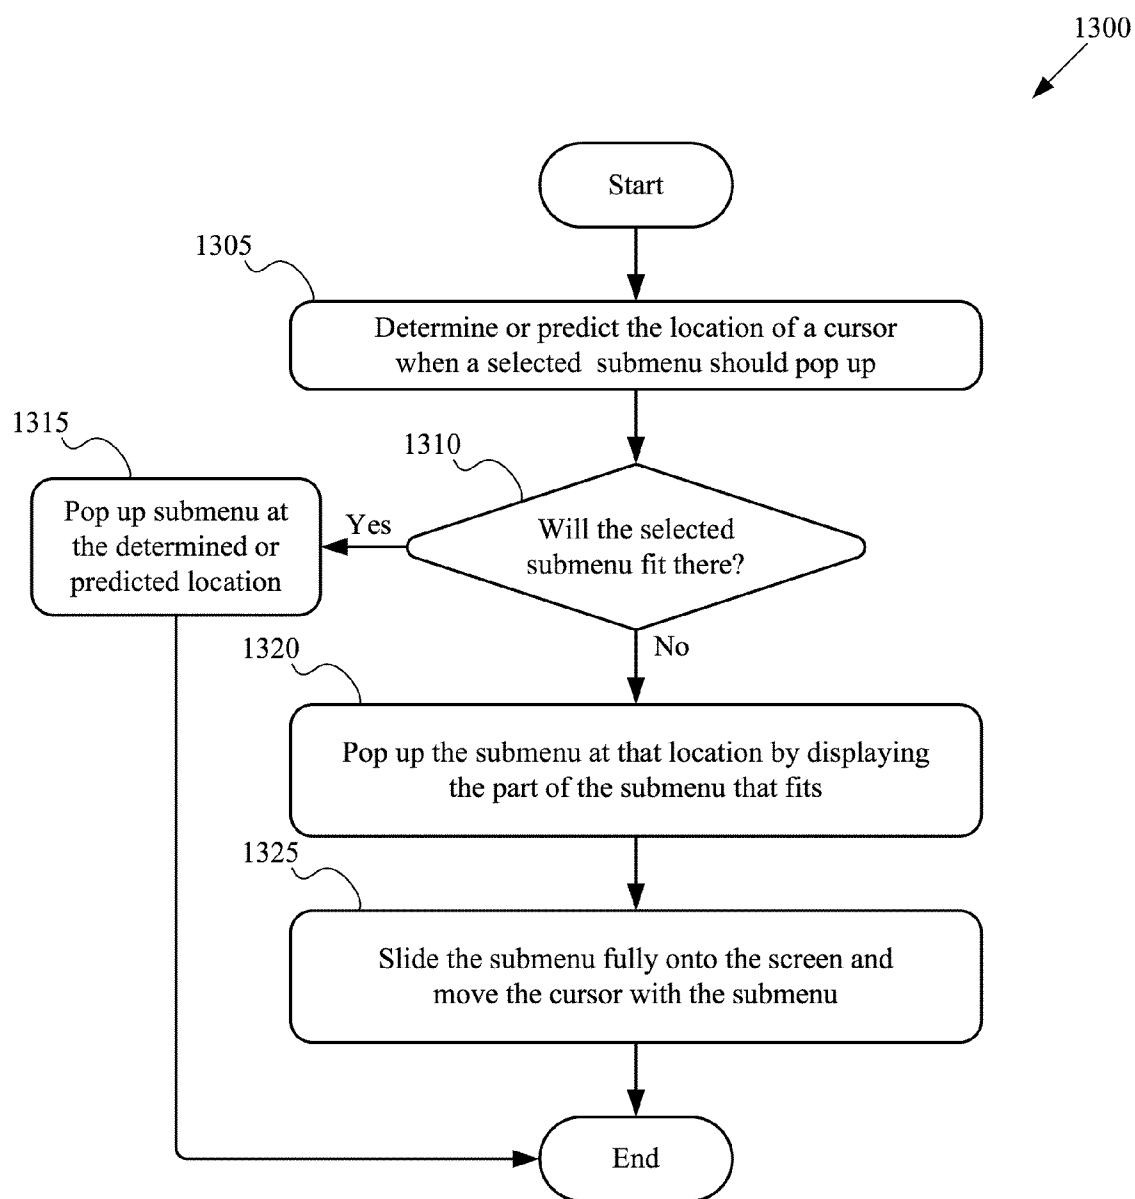 1300
Start
1305
Determine or predict the location of a cursor
when a selected submenu should pop up
1315
1310
Pop up submenu at
the determined or
predicted location
Yes
Will the selected
submenu fit there?
No
1320
Pop up the submenu at that location by displaying
the part of the submenu that fits
1325
Slide the submenu fully onto the screen and
move the cursor with the submenu
End